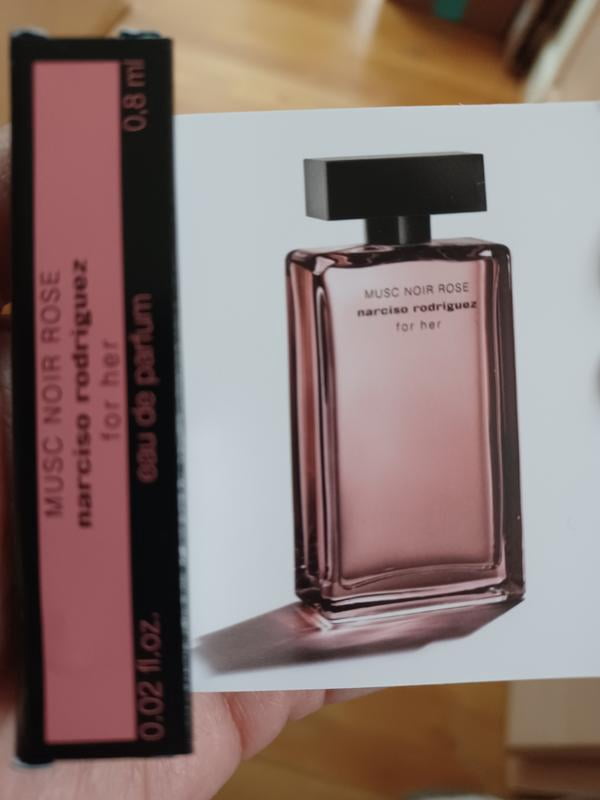 MUSC NOIR ROSE
narciso rodriguez
for her
eau de parfum
0.02 fl.oz.
0,8 ml
MUSC NOIR ROSE
narciso rodriguez
for her